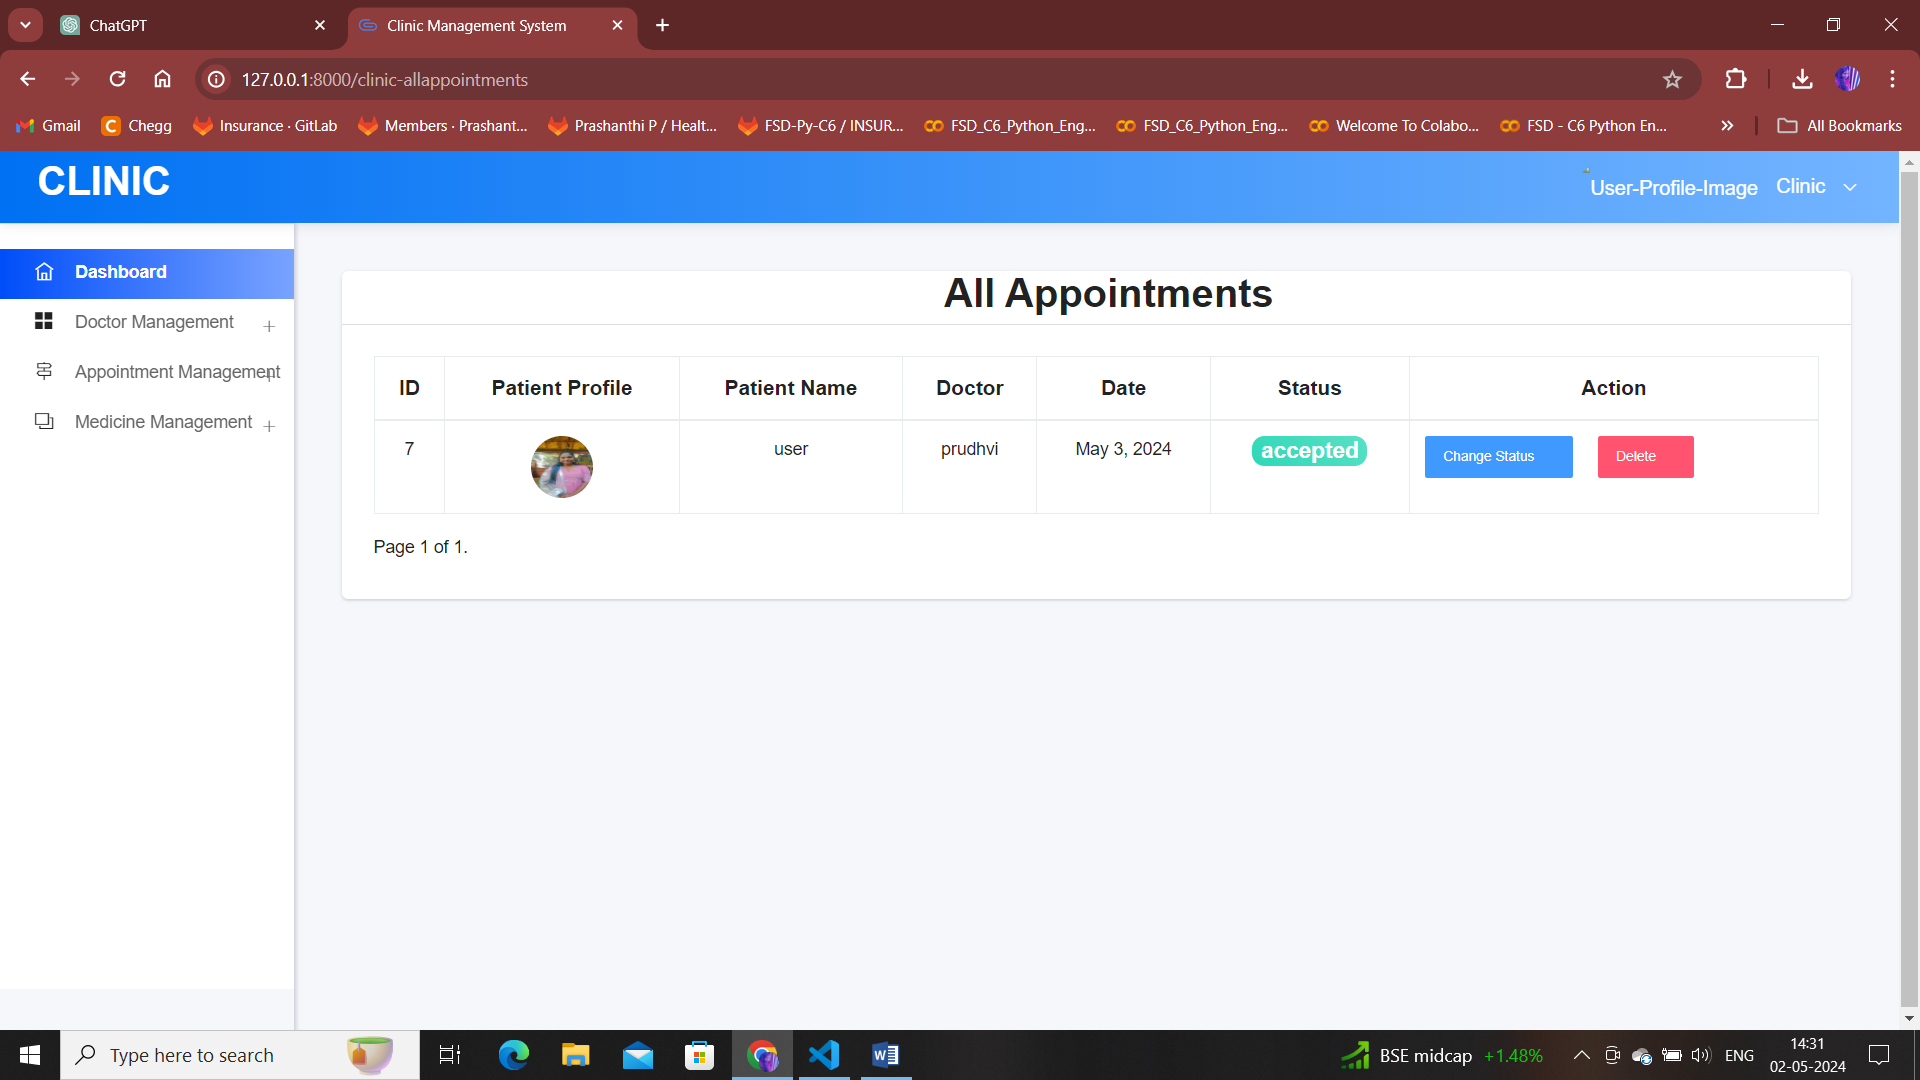 ChatGPT
Clinic Management System
127.0.0.1:8000/clinic-allappointments
Gmail
Chegg
Insurance · GitLab
Members · Prashant...
Prashanthi P / Healt...
FSD-Py-C6 / INSUR...
FSD_C6_Python_Eng...
FSD_C6_Python_Eng...
Welcome To Colabo...
FSD - C6 Python En...
All Bookmarks
CLINIC
User-Profile-Image
Clinic
Dashboard
Doctor Management
Appointment Management
Medicine Management
All Appointments
ID Patient Profile Patient Name Doctor Date Status Action
7 user prudhvi May 3, 2024 accepted Change Status Delete
Page 1 of 1.
Type here to search
BSE midcap +1.48%
ENG
14:31
02-05-2024